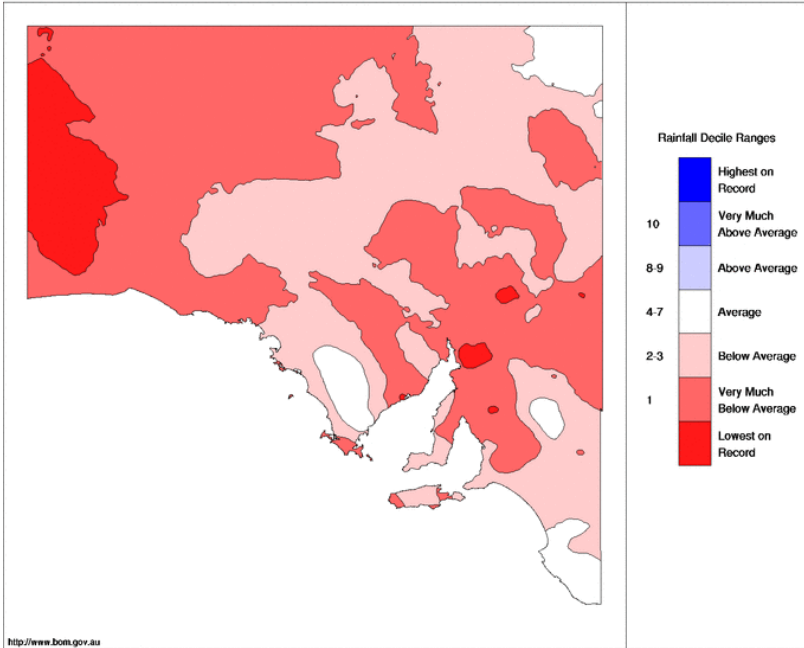 Rainfall Decile Ranges
Highest on
Record
10
Very Much
Above Average
8-9
Above Average
4-7
Average
2-3
Below Average
1
Very Much
Below Average
Lowest on
Record
http://www.bom.gov.au